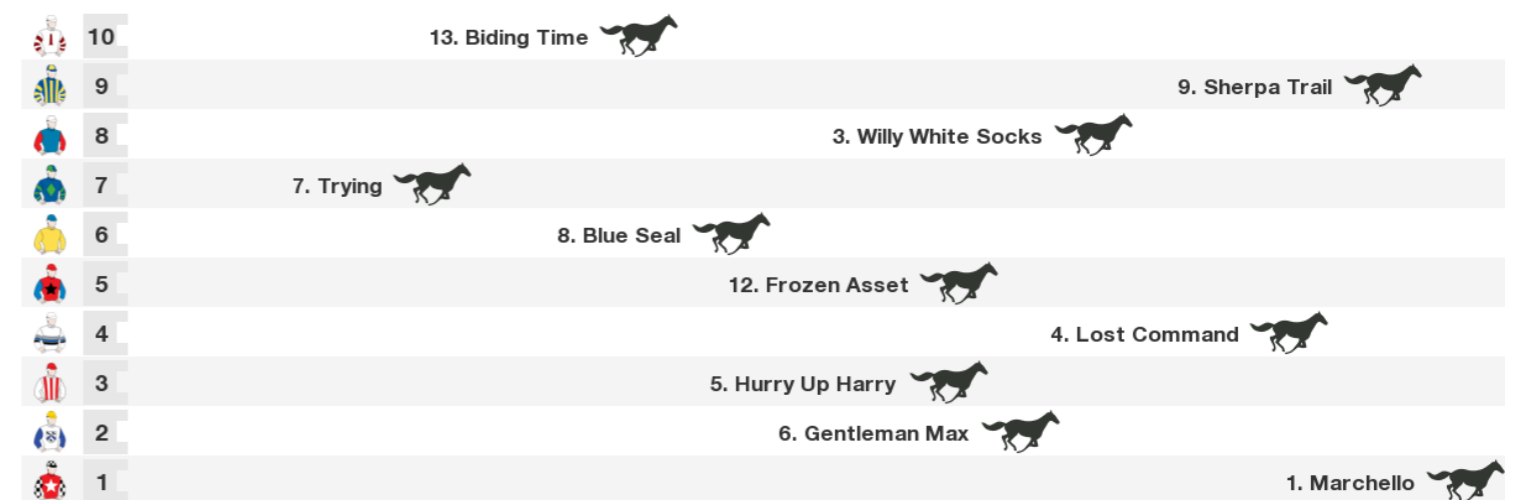 10 13. Biding Time
9 9. Sherpa Trail
8 3. Willy White Socks
7 7. Trying
6 8. Blue Seal
5 12. Frozen Asset
4 4. Lost Command
3 5. Hurry Up Harry
2 6. Gentleman Max
1 1. Marchello